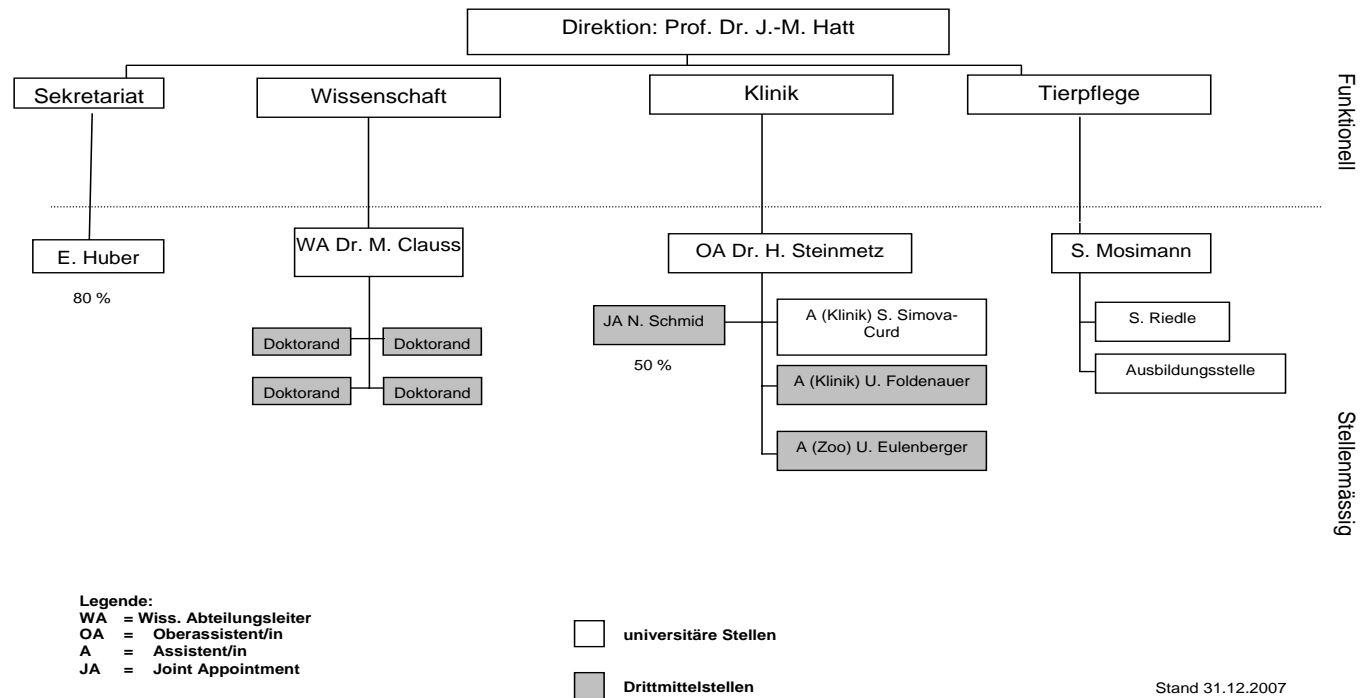 Direktion: Prof. Dr. J.-M. Hatt
Sekretariat
Wissenschaft
Klinik
Tierpflege
Funktionell
E. Huber
80 %
WA Dr. M. Clauss
OA Dr. H. Steinmetz
S. Mosimann
Doktorand
Doktorand
Doktorand
Doktorand
JA N. Schmid
50 %
A (Klinik) S. Simova-
Curd
A (Klinik) U. Foldenauer
A (Zoo) U. Eulenberger
S. Riedle
Ausbildungsstelle
Stellenmässig
Legende:
WA = Wiss. Abteilungsleiter
OA = Oberassistent/in
A = Assistent/in
JA = Joint Appointment
universitäre Stellen
Drittmittelstellen
Stand 31.12.2007